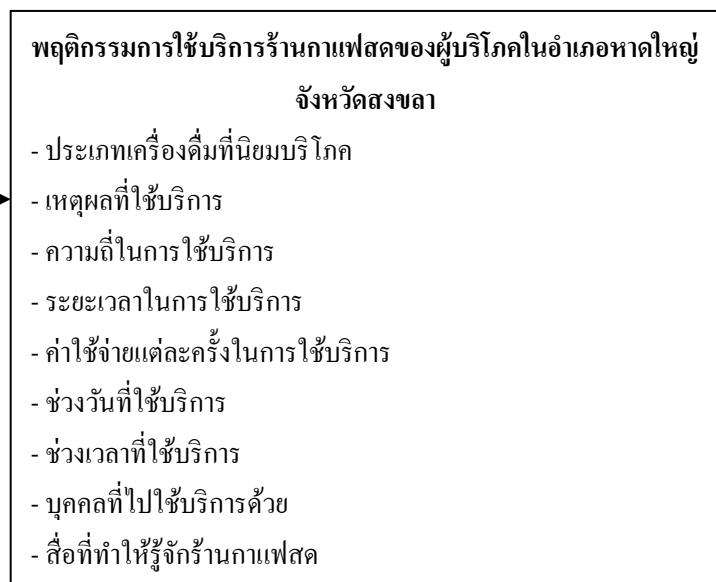 พฤติกรรมการใช้บริการร้านกาแฟสดของผู้บริโภคในอำเภอหาดใหญ่
จังหวัดสงขลา
- ประเภทเครื่องดื่มที่นิยมบริโภค
- เหตุผลที่ใช้บริการ
- ความถี่ในการใช้บริการ
- ระยะเวลาในการใช้บริการ
- ค่าใช้จ่ายแต่ละครั้งในการใช้บริการ
- ช่วงวันที่ใช้บริการ
- ช่วงเวลาที่ใช้บริการ
- บุคคลที่ไปใช้บริการด้วย
- สื่อที่ทำให้รู้จักร้านกาแฟสด